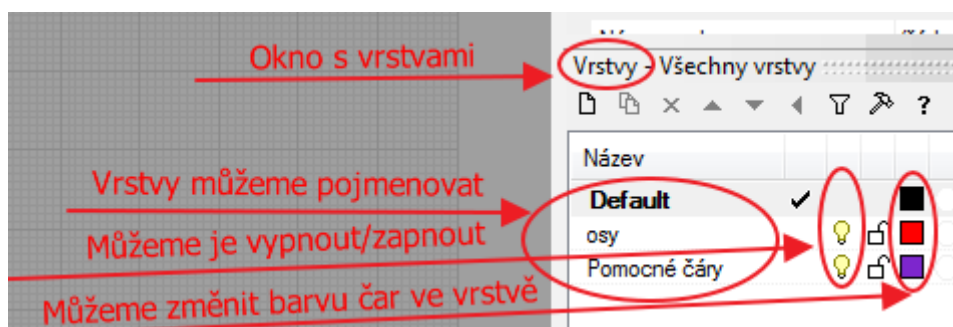 Okno s vrstvami
Vrstvy - Všechny vrstvy
?
Název
Vrstvy můžeme pojmenovat
Default
Můžeme je vypnout/zapnout
osy
Pomocné čáry
Můžeme změnit barvu čar ve vrstvě